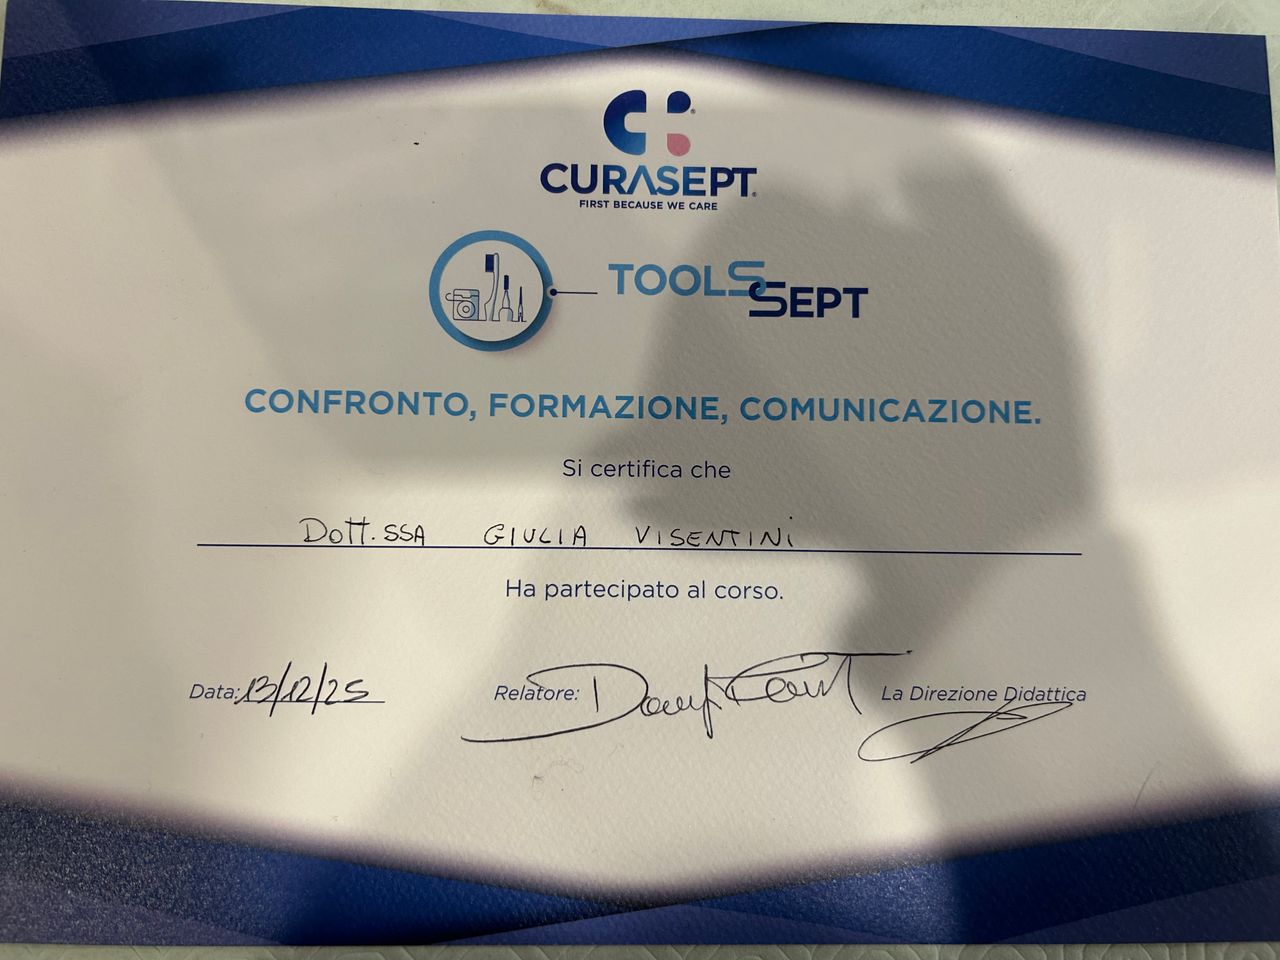 CURASEPT
FIRST BECAUSE WE CARE
TOOLS
SEPT
CONFRONTO, FORMAZIONE, COMUNICAZIONE.
Si certifica che
DOTT.SSA GIULIA VISENTINI
Ha partecipato al corso.
Data: 13/12/25 Relatore: La Direzione Didattica